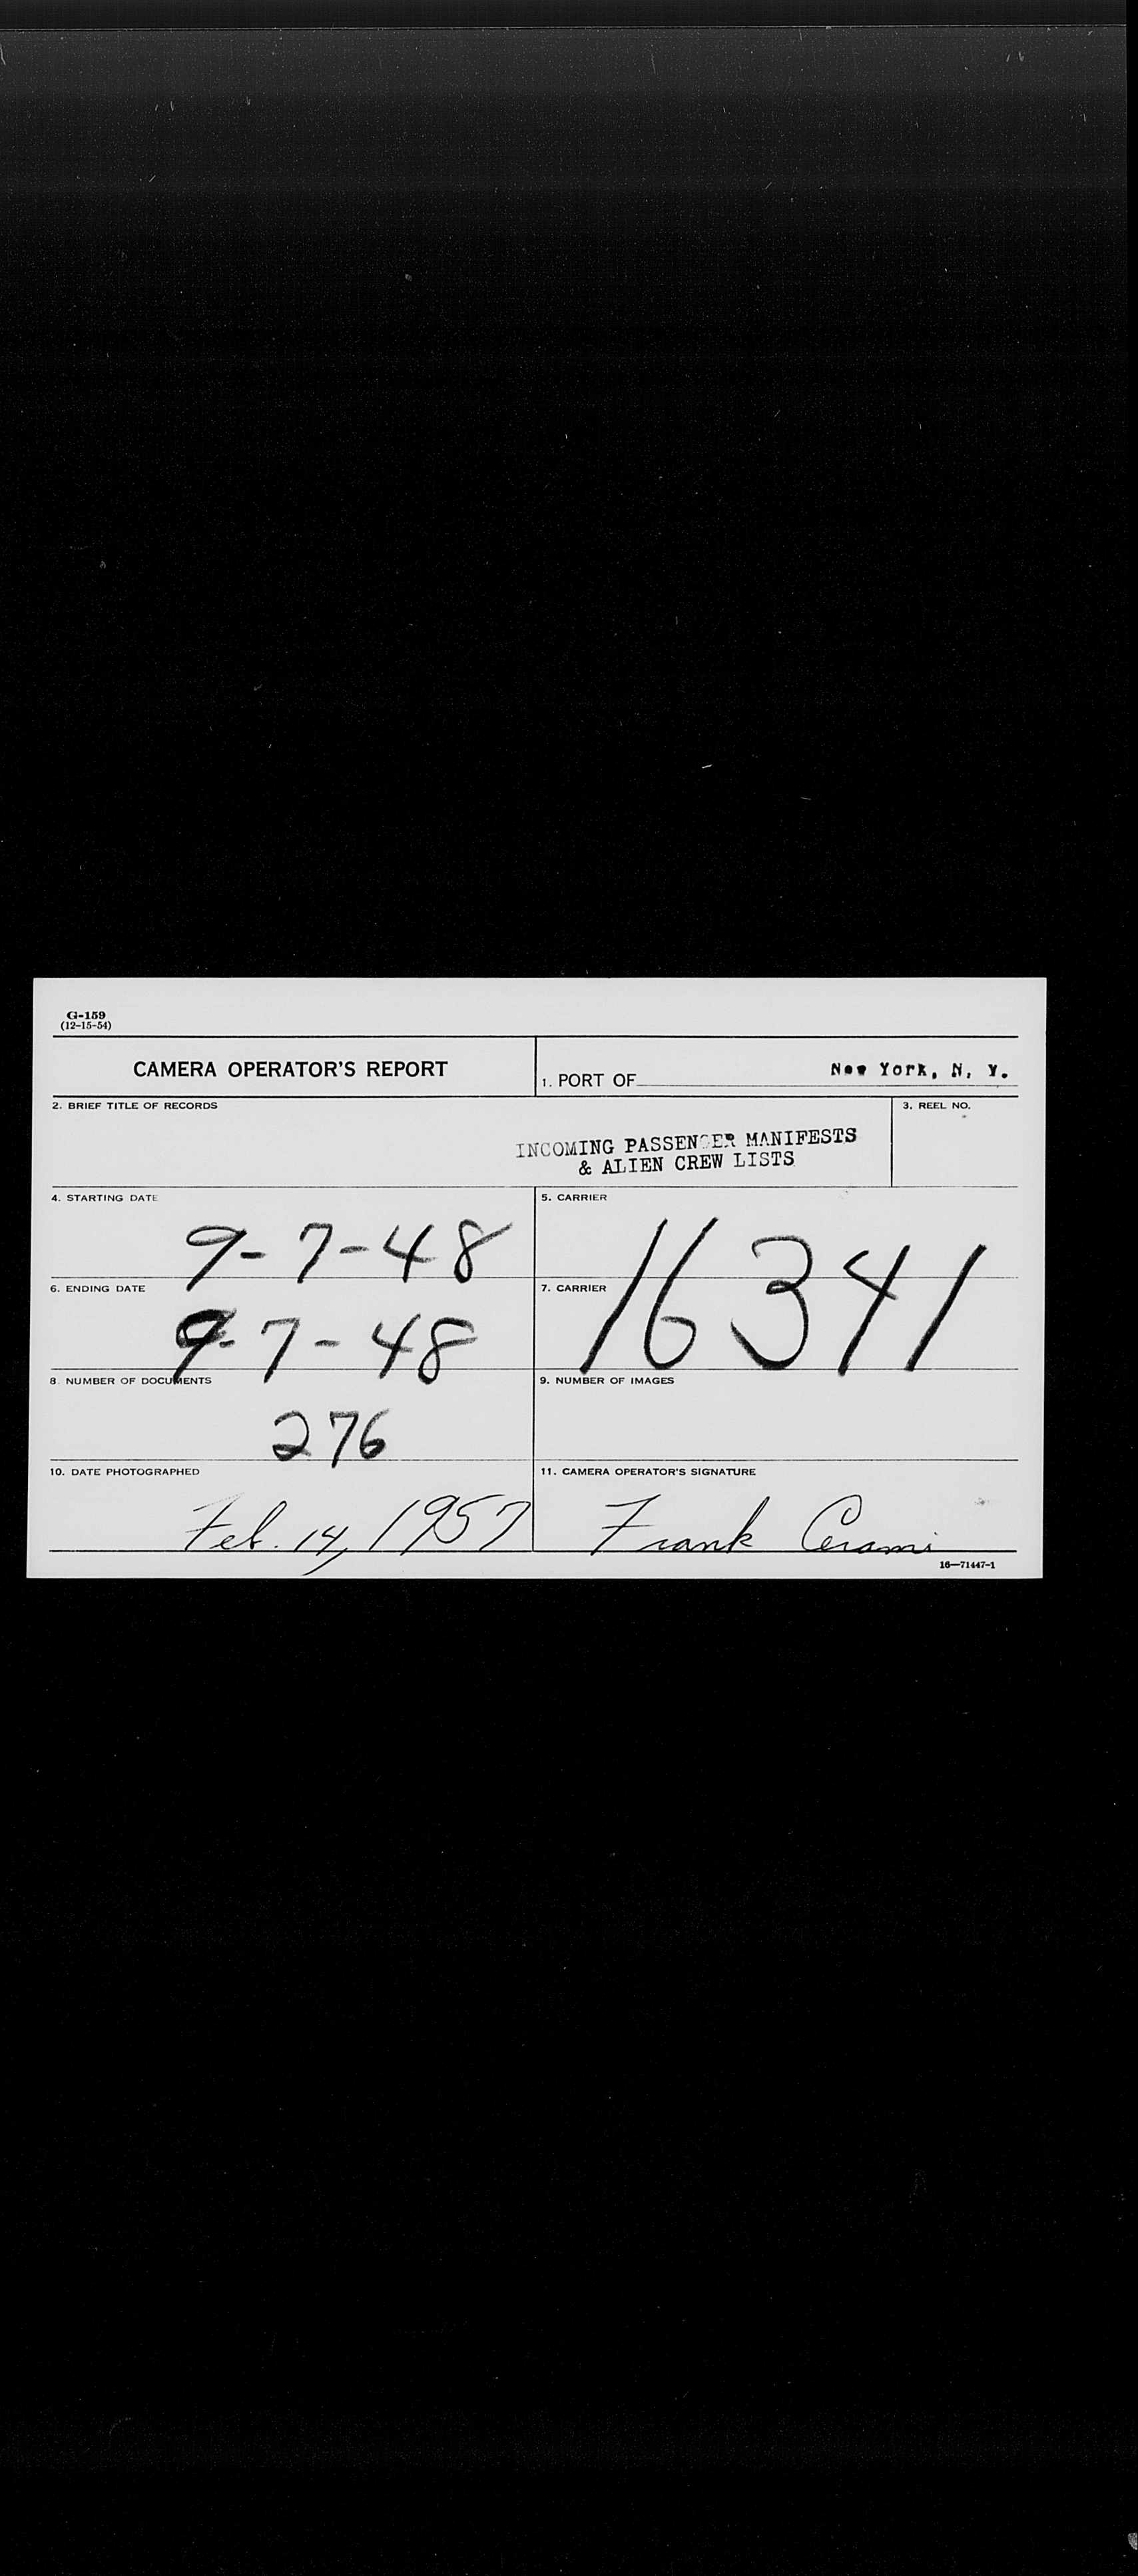 G-159
(12-15-54)
CAMERA OPERATOR'S REPORT
1. PORT OF New York, N. Y.
2. BRIEF TITLE OF RECORDS
3. REEL NO.
INCOMING PASSENGER MANIFESTS
& ALIEN CREW LISTS
4. STARTING DATE
9-7-48
5. CARRIER
16341
6. ENDING DATE
9-7-48
7. CARRIER
8. NUMBER OF DOCUMENTS
276
9. NUMBER OF IMAGES
10. DATE PHOTOGRAPHED
Feb. 14, 1957
11. CAMERA OPERATOR'S SIGNATURE
Frank Cerami
16—71447-1